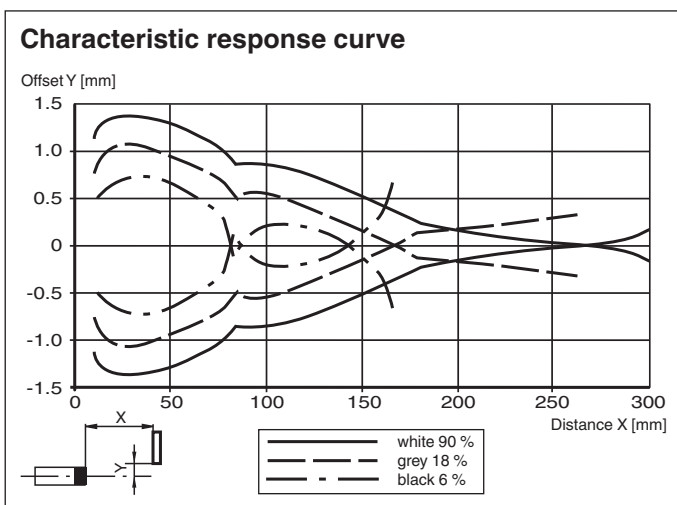 Characteristic response curve
Offset Y [mm]
1.5
1.0
0.5
0
-0.5
-1.0
-1.5
0 50 100 150 200 250 300
Distance X [mm]
X
Y
white 90 %
grey 18 %
black 6 %